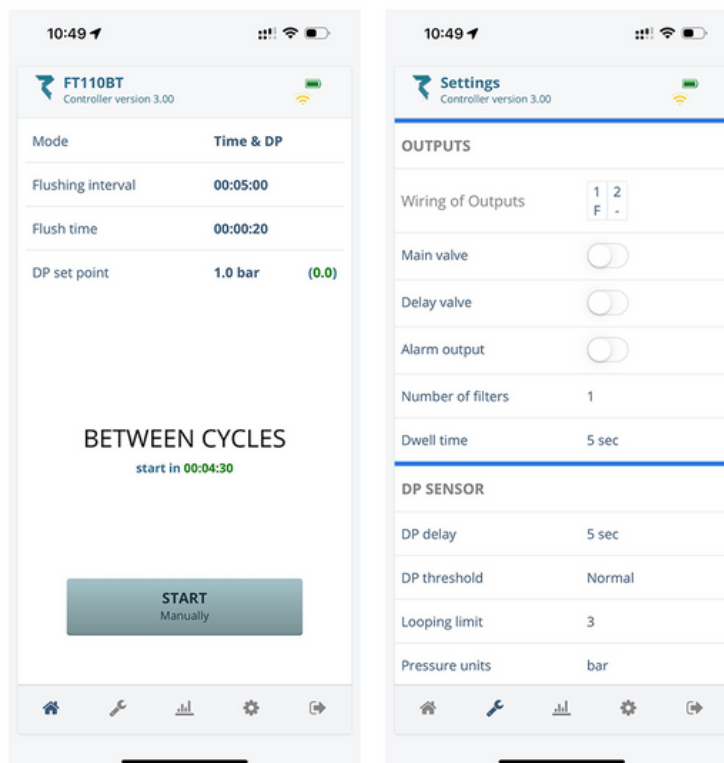 10:49
FT110BT
Controller version 3.00
Mode Time & DP
Flushing interval 00:05:00
Flush time 00:00:20
DP set point 1.0 bar (0.0)
BETWEEN CYCLES
start in 00:04:30
START
Manually
10:49
Settings
Controller version 3.00
OUTPUTS
Wiring of Outputs 1 2
F -
Main valve
Delay valve
Alarm output
Number of filters 1
Dwell time 5 sec
DP SENSOR
DP delay 5 sec
DP threshold Normal
Looping limit 3
Pressure units bar